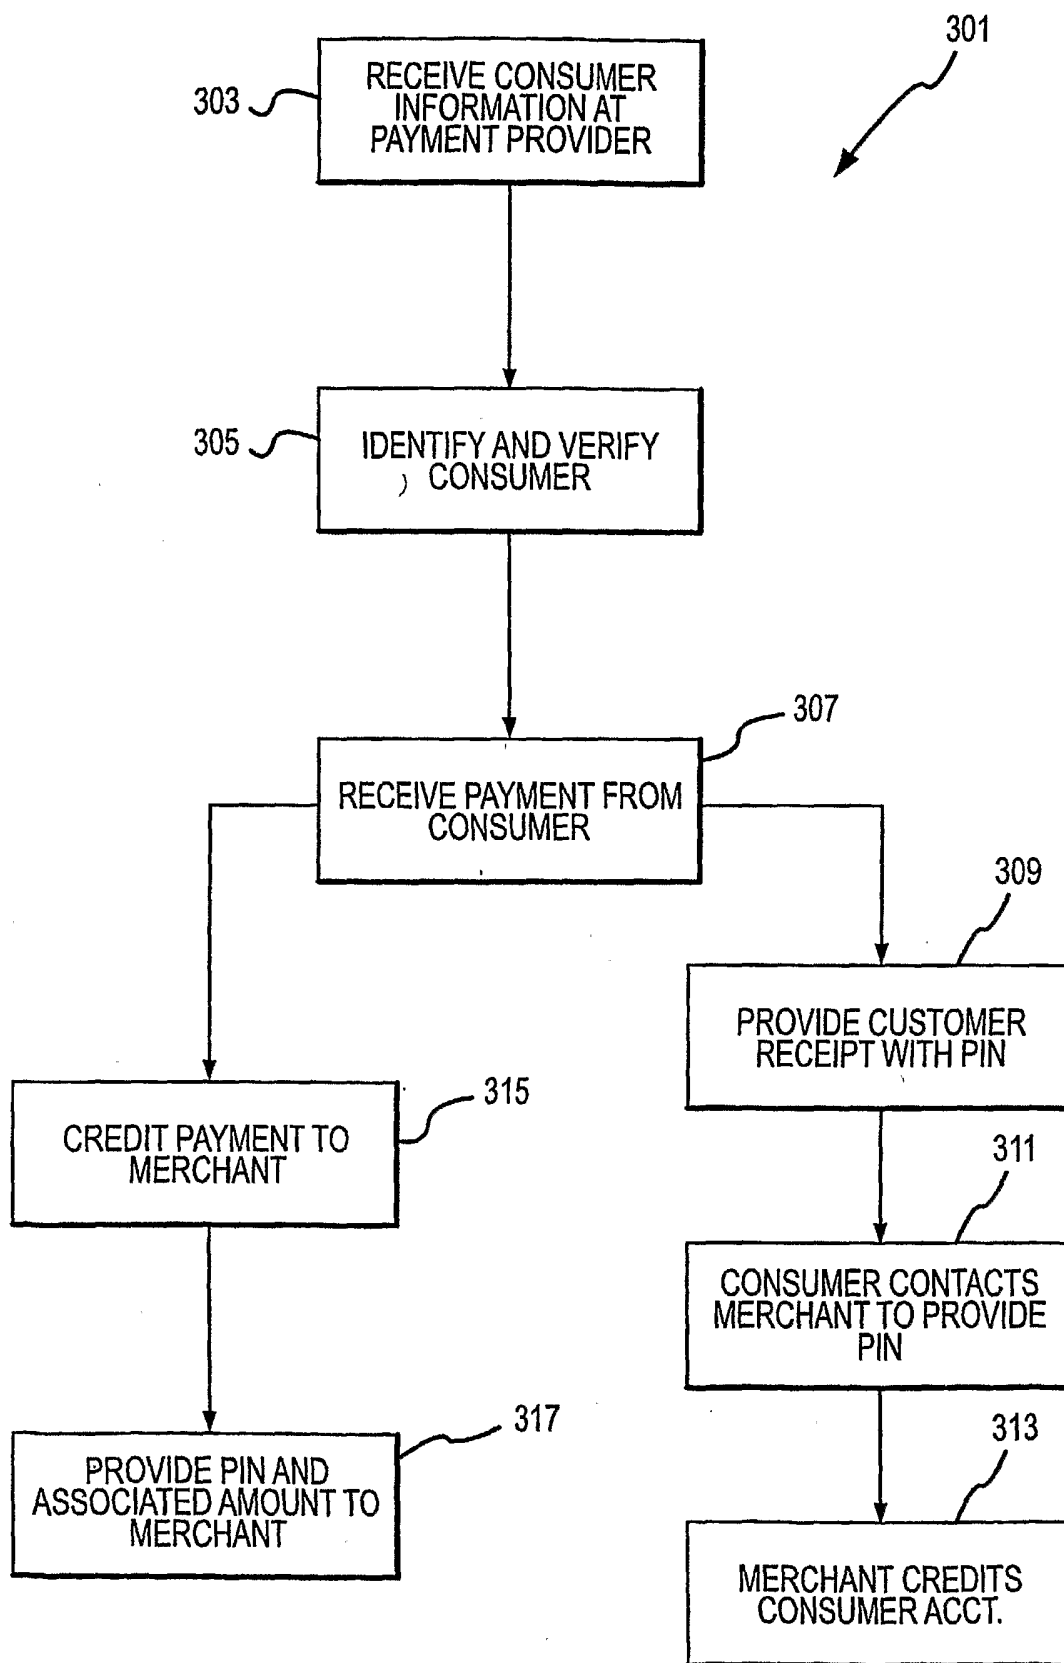 301
303
RECEIVE CONSUMER
INFORMATION AT
PAYMENT PROVIDER
305
IDENTIFY AND VERIFY
CONSUMER
307
RECEIVE PAYMENT FROM
CONSUMER
309
PROVIDE CUSTOMER
RECEIPT WITH PIN
315
CREDIT PAYMENT TO
MERCHANT
311
CONSUMER CONTACTS
MERCHANT TO PROVIDE
PIN
317
PROVIDE PIN AND
ASSOCIATED AMOUNT TO
MERCHANT
313
MERCHANT CREDITS
CONSUMER ACCT.